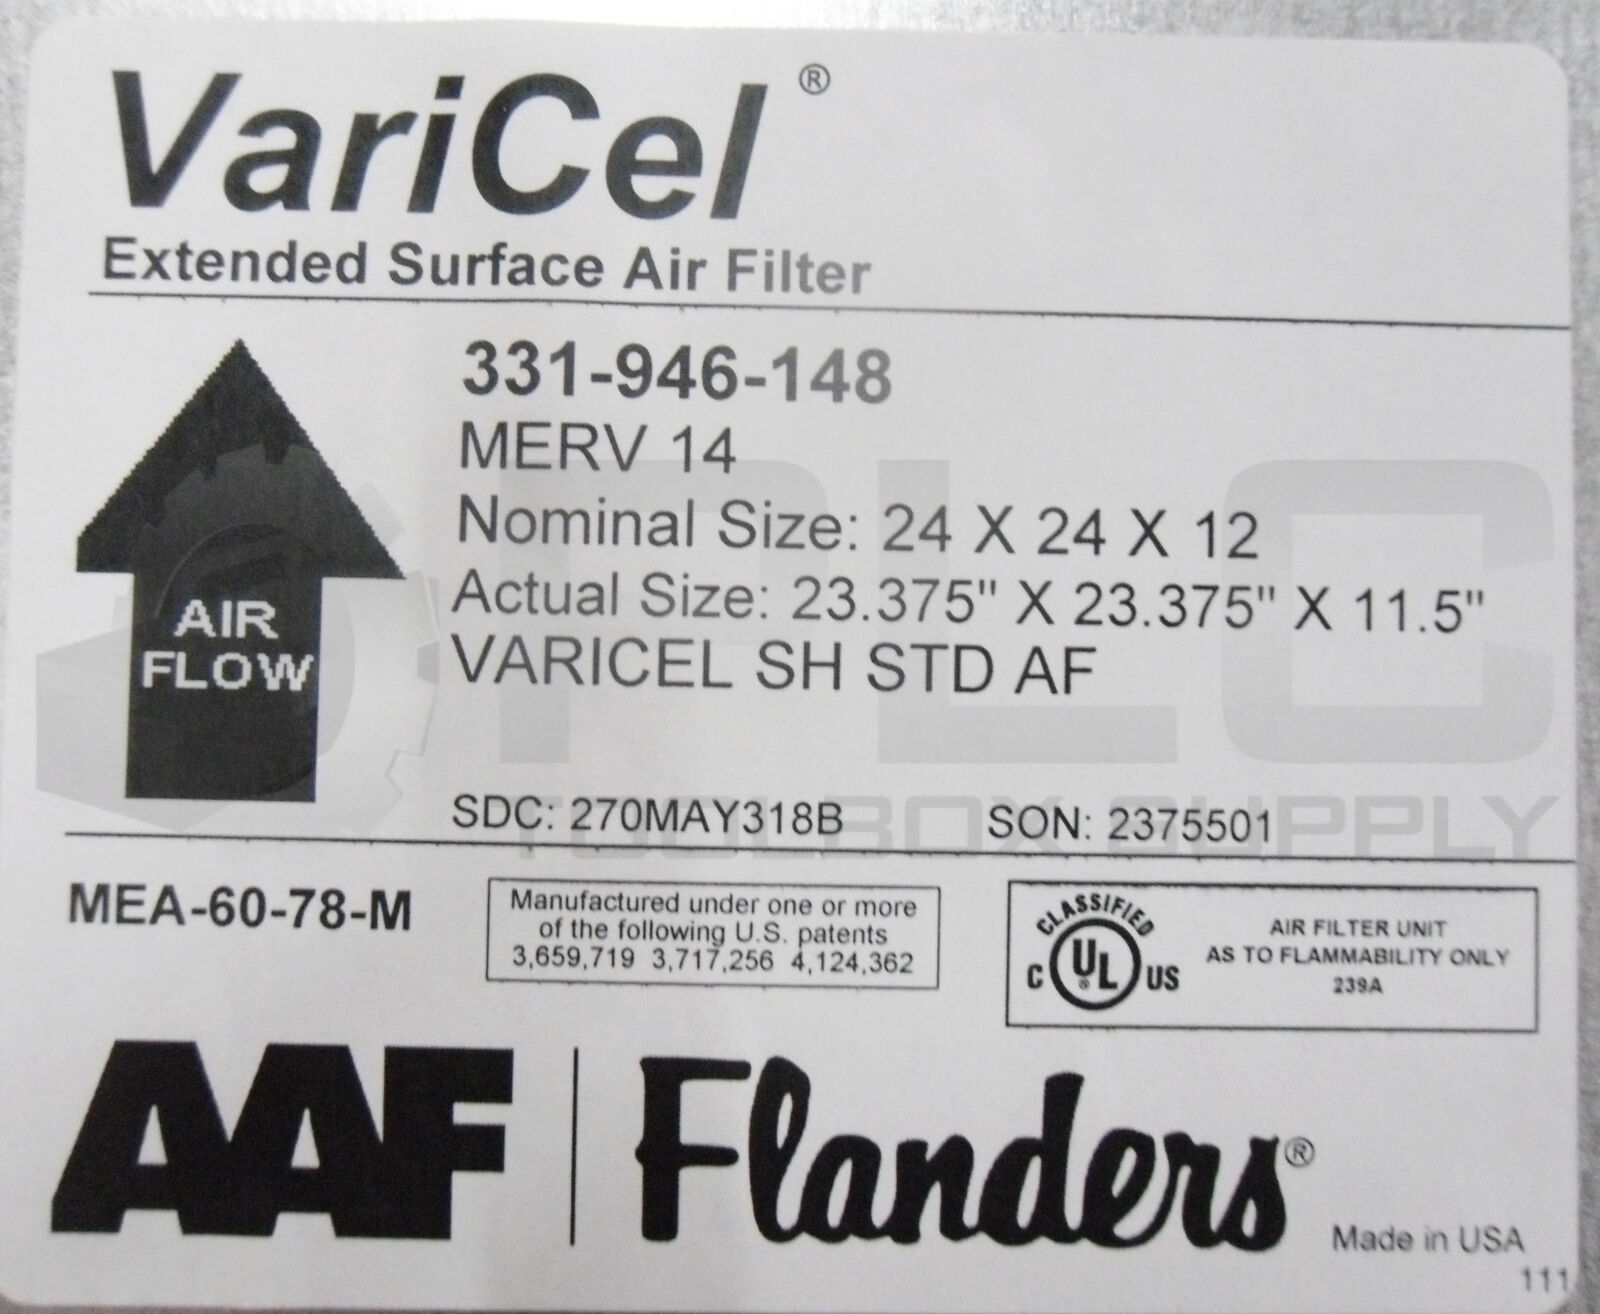 VariCel®
Extended Surface Air Filter
331-946-148
MERV 14
Nominal Size: 24 X 24 X 12
Actual Size: 23.375" X 23.375" X 11.5"
VARICEL SH STD AF
AIR
FLOW
SDC: 270MAY318B SON: 2375501
PLC
TOOLBOX SUPPLY
MEA-60-78-M
Manufactured under one or more
of the following U.S. patents
3,659,719 3,717,256 4,124,362
CLASSIFIED
C UL® US
AIR FILTER UNIT
AS TO FLAMMABILITY ONLY
239A
AAF | Flanders®
Made in USA
111